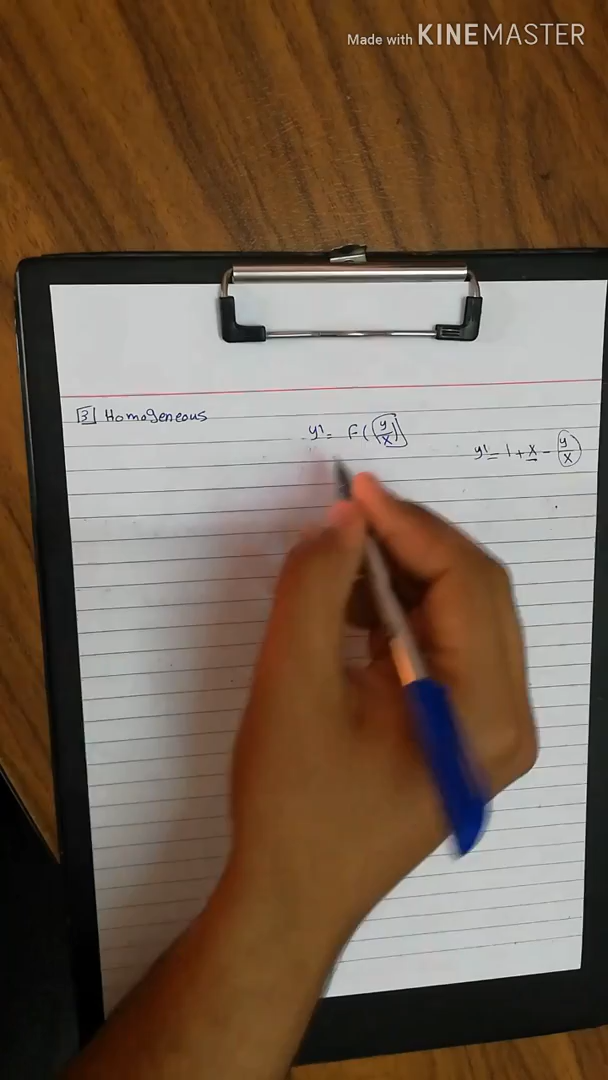 Made with KINEMASTER
[3] Homogeneous
y' = F(y/x)
y' = 1 + x - y/x